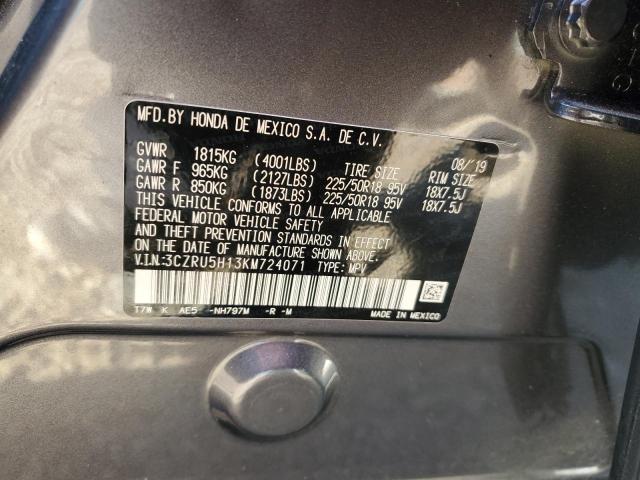 MFD.BY HONDA DE MEXICO S.A. DE C.V.
08/'19
GVWR 1815KG (4001LBS) TIRE SIZE RIM SIZE
GAWR F 965KG (2127LBS) 225/50R18 95V 18X7.5J
GAWR R 850KG (1873LBS) 225/50R18 95V 18X7.5J
THIS VEHICLE CONFORMS TO ALL APPLICABLE
FEDERAL MOTOR VEHICLE SAFETY
AND THEFT PREVENTION STANDARDS IN EFFECT
ON THE DATE OF MANUFACTURE SHOWN ABOVE.
V.I.N.:3CZRU5H13KM724071 TYPE: MPV
T7W K AE5 -NH797M -R -M MADE IN MEXICO